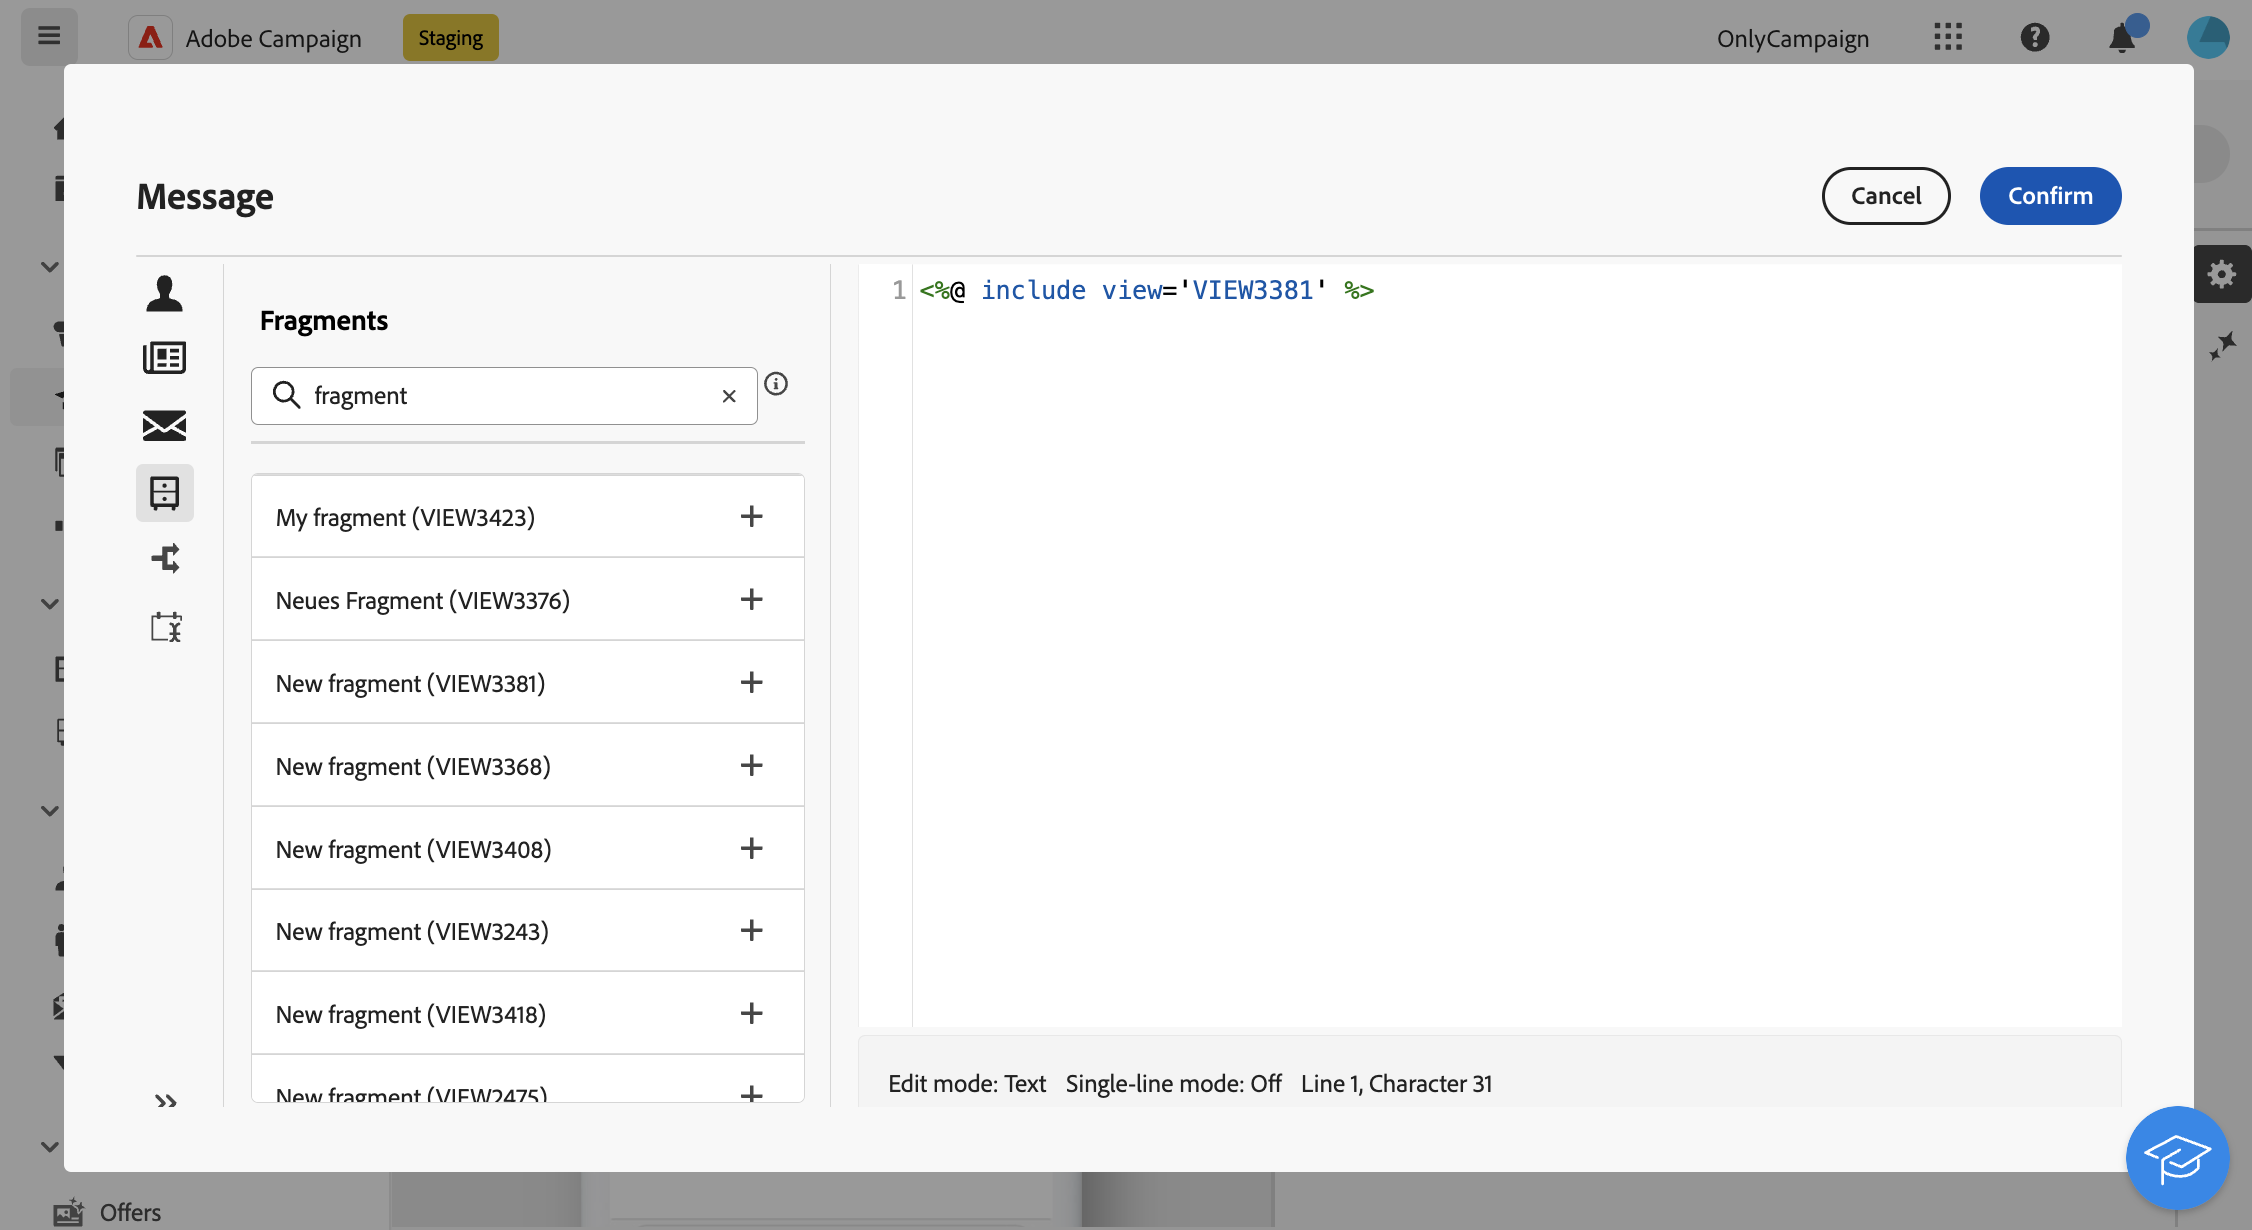 Adobe Campaign
Staging
OnlyCampaign
Message
Cancel
Confirm
Fragments
fragment
My fragment (VIEW3423)
Neues Fragment (VIEW3376)
New fragment (VIEW3381)
New fragment (VIEW3368)
New fragment (VIEW3408)
New fragment (VIEW3243)
New fragment (VIEW3418)
New fragment (VIEW2475)
1 <%@ include view='VIEW3381' %>
Edit mode: Text Single-line mode: Off Line 1, Character 31
Offers